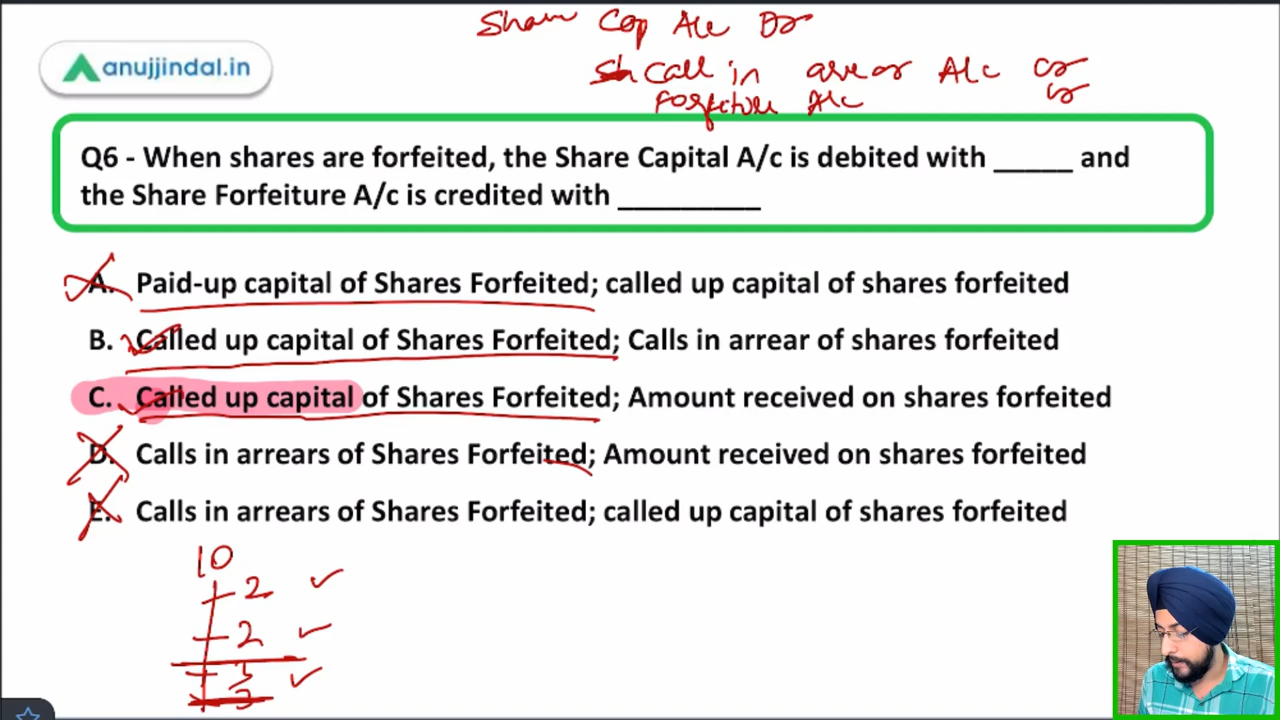 Share Cap A/c Dr
Call in arrear A/c Cr
Forfeiture A/c Cr
anujjindal.in
Q6 - When shares are forfeited, the Share Capital A/c is debited with _____ and
the Share Forfeiture A/c is credited with _________
A. Paid-up capital of Shares Forfeited; called up capital of shares forfeited
B. Called up capital of Shares Forfeited; Calls in arrear of shares forfeited
C. Called up capital of Shares Forfeited; Amount received on shares forfeited
D. Calls in arrears of Shares Forfeited; Amount received on shares forfeited
E. Calls in arrears of Shares Forfeited; called up capital of shares forfeited
10
2
2
3